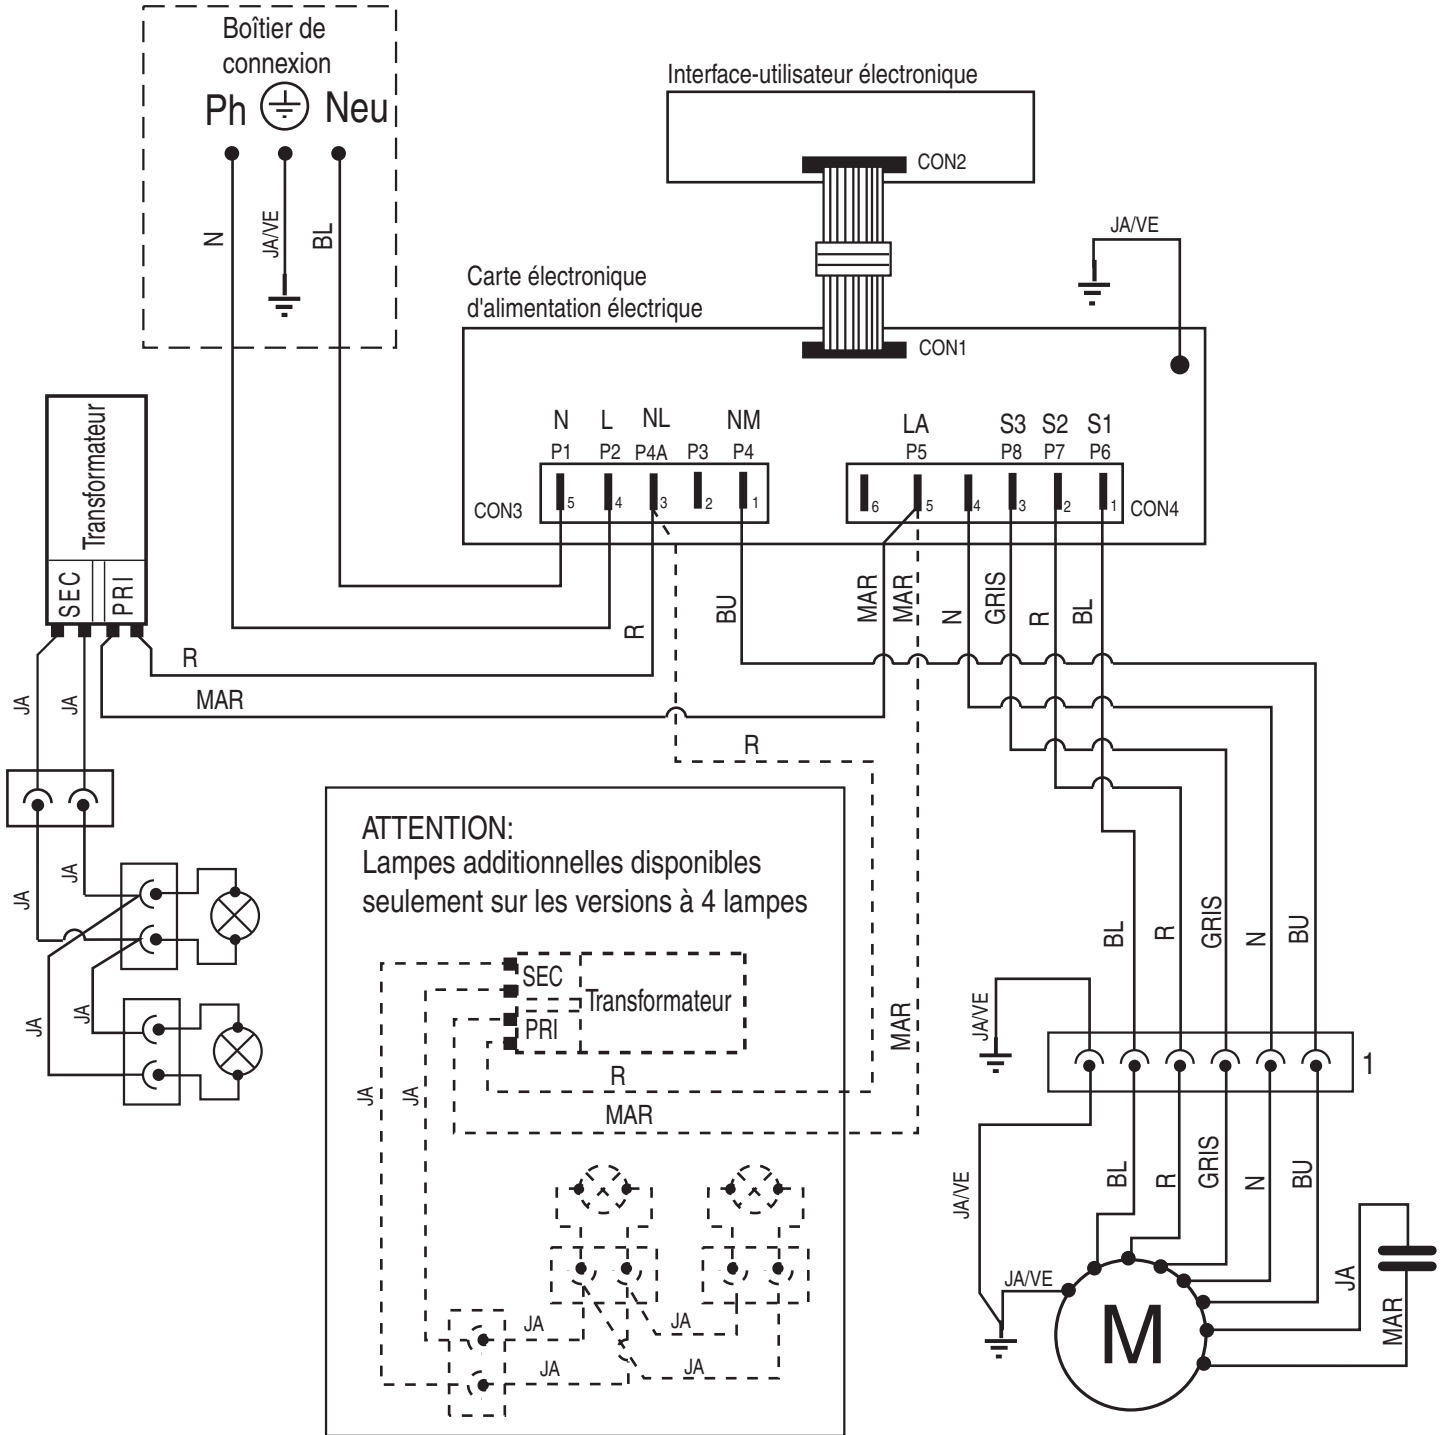 Boîtier de
connexion
Ph Neu
N
JA/VE
BL
Interface-utilisateur électronique
CON2
JA/VE
Carte électronique
d'alimentation électrique
CON1
N L NL NM
P1 P2 P4A P3 P4
CON3
5 4 3 2 1
LA S3 S2 S1
P5 P8 P7 P6
6 5 4 3 2 1
CON4
Transformateur
SEC
PRI
R
MAR
R
BU
MAR
MAR
N
GRIS
R
BL
JA
JA
R
JA
JA
JA
JA
ATTENTION:
Lampes additionnelles disponibles
seulement sur les versions à 4 lampes
SEC
PRI
Transformateur
R
MAR
MAR
JA
JA
JA
JA
JA
JA
BL
R
GRIS
N
BU
JA/VE
1
JA/VE
BL
R
GRIS
N
BU
JA/VE
M
JA
MAR